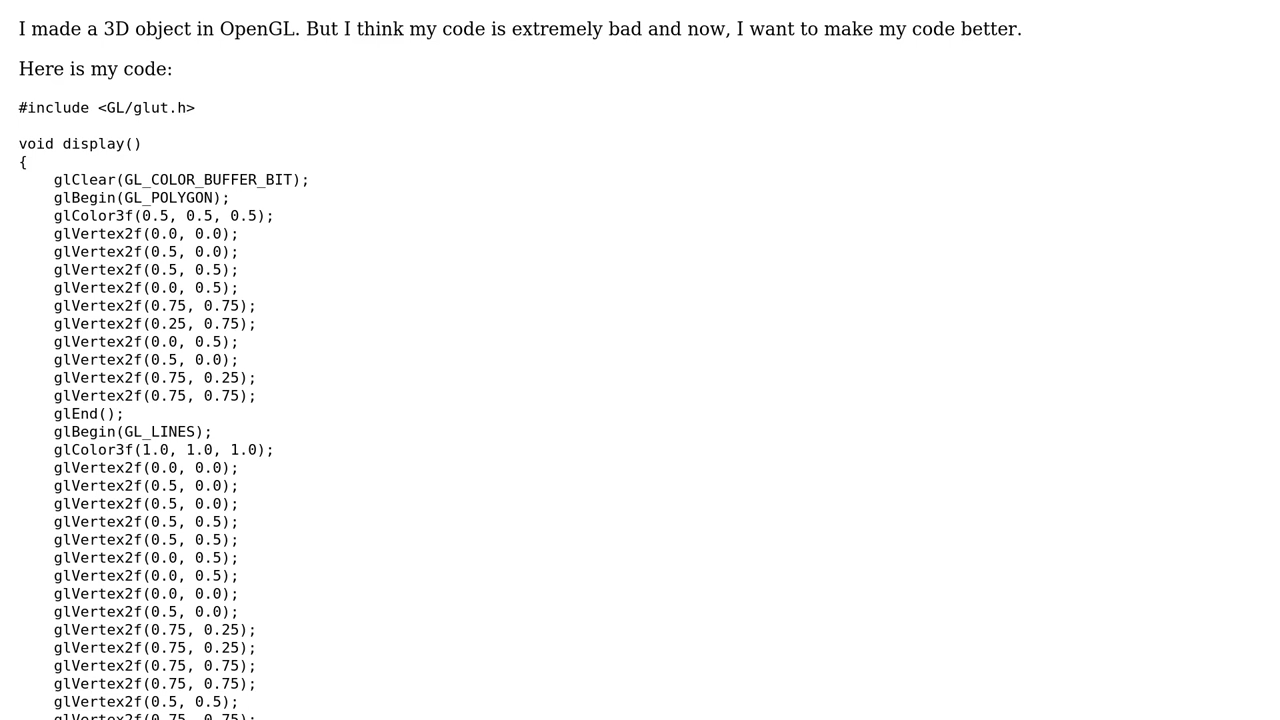 I made a 3D object in OpenGL. But I think my code is extremely bad and now, I want to make my code better.
Here is my code:
#include <GL/glut.h>
void display()
{
    glClear(GL_COLOR_BUFFER_BIT);
    glBegin(GL_POLYGON);
    glColor3f(0.5, 0.5, 0.5);
    glVertex2f(0.0, 0.0);
    glVertex2f(0.5, 0.0);
    glVertex2f(0.5, 0.5);
    glVertex2f(0.0, 0.5);
    glVertex2f(0.75, 0.75);
    glVertex2f(0.25, 0.75);
    glVertex2f(0.0, 0.5);
    glVertex2f(0.5, 0.0);
    glVertex2f(0.75, 0.25);
    glVertex2f(0.75, 0.75);
    glEnd();
    glBegin(GL_LINES);
    glColor3f(1.0, 1.0, 1.0);
    glVertex2f(0.0, 0.0);
    glVertex2f(0.5, 0.0);
    glVertex2f(0.5, 0.0);
    glVertex2f(0.5, 0.5);
    glVertex2f(0.5, 0.5);
    glVertex2f(0.0, 0.5);
    glVertex2f(0.0, 0.5);
    glVertex2f(0.0, 0.0);
    glVertex2f(0.5, 0.0);
    glVertex2f(0.75, 0.25);
    glVertex2f(0.75, 0.25);
    glVertex2f(0.75, 0.75);
    glVertex2f(0.75, 0.75);
    glVertex2f(0.5, 0.5);
    glVertex2f(0.75, 0.75);